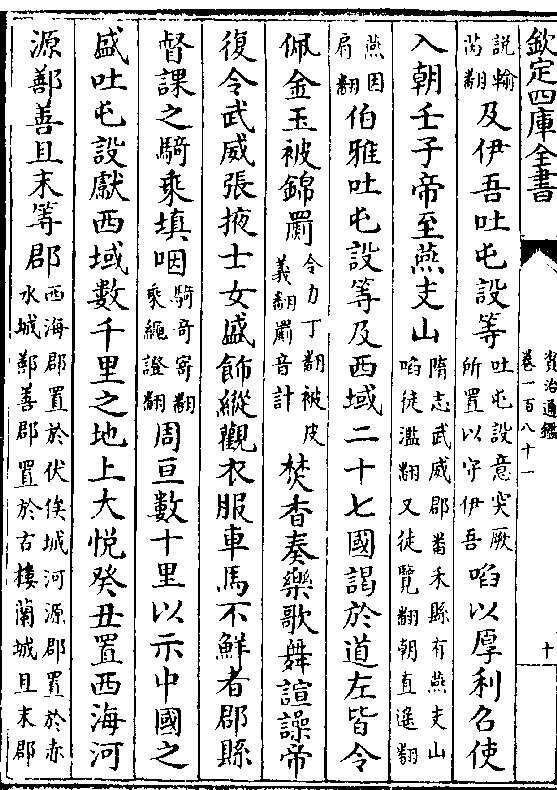 欽定四庫全書
資治通鑑
卷一百八十一
十
説輸芮翻及伊吾吐屯設等吐屯設意突厥所置以守伊吾啗以厚利召使
入朝壬子帝至燕支山隋志武威郡番禾縣有燕支山啗徒濫翻又徒覽翻朝直遙翻
燕因肩翻伯雅吐屯設等及西域二十七國謁於道左皆令
佩金玉被錦罽令力丁翻被皮義翻罽音計焚香奏樂歌舞諠譟帝
復令武威張掖士女盛飾縱觀衣服車馬不鮮者郡縣
督課之騎乘填咽騎奇寄翻乘繩證翻周亘數十里以示中國之
盛吐屯設獻西域數千里之地上大悅癸丑置西海河
源鄯善且末等郡西海郡置於伏俟城河源郡置於赤水城鄯善郡置於古樓蘭城且末郡